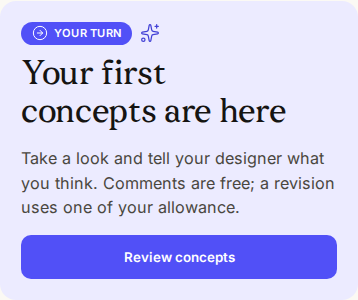 YOUR TURN
Your first
concepts are here
Take a look and tell your designer what
you think. Comments are free; a revision
uses one of your allowance.
Review concepts